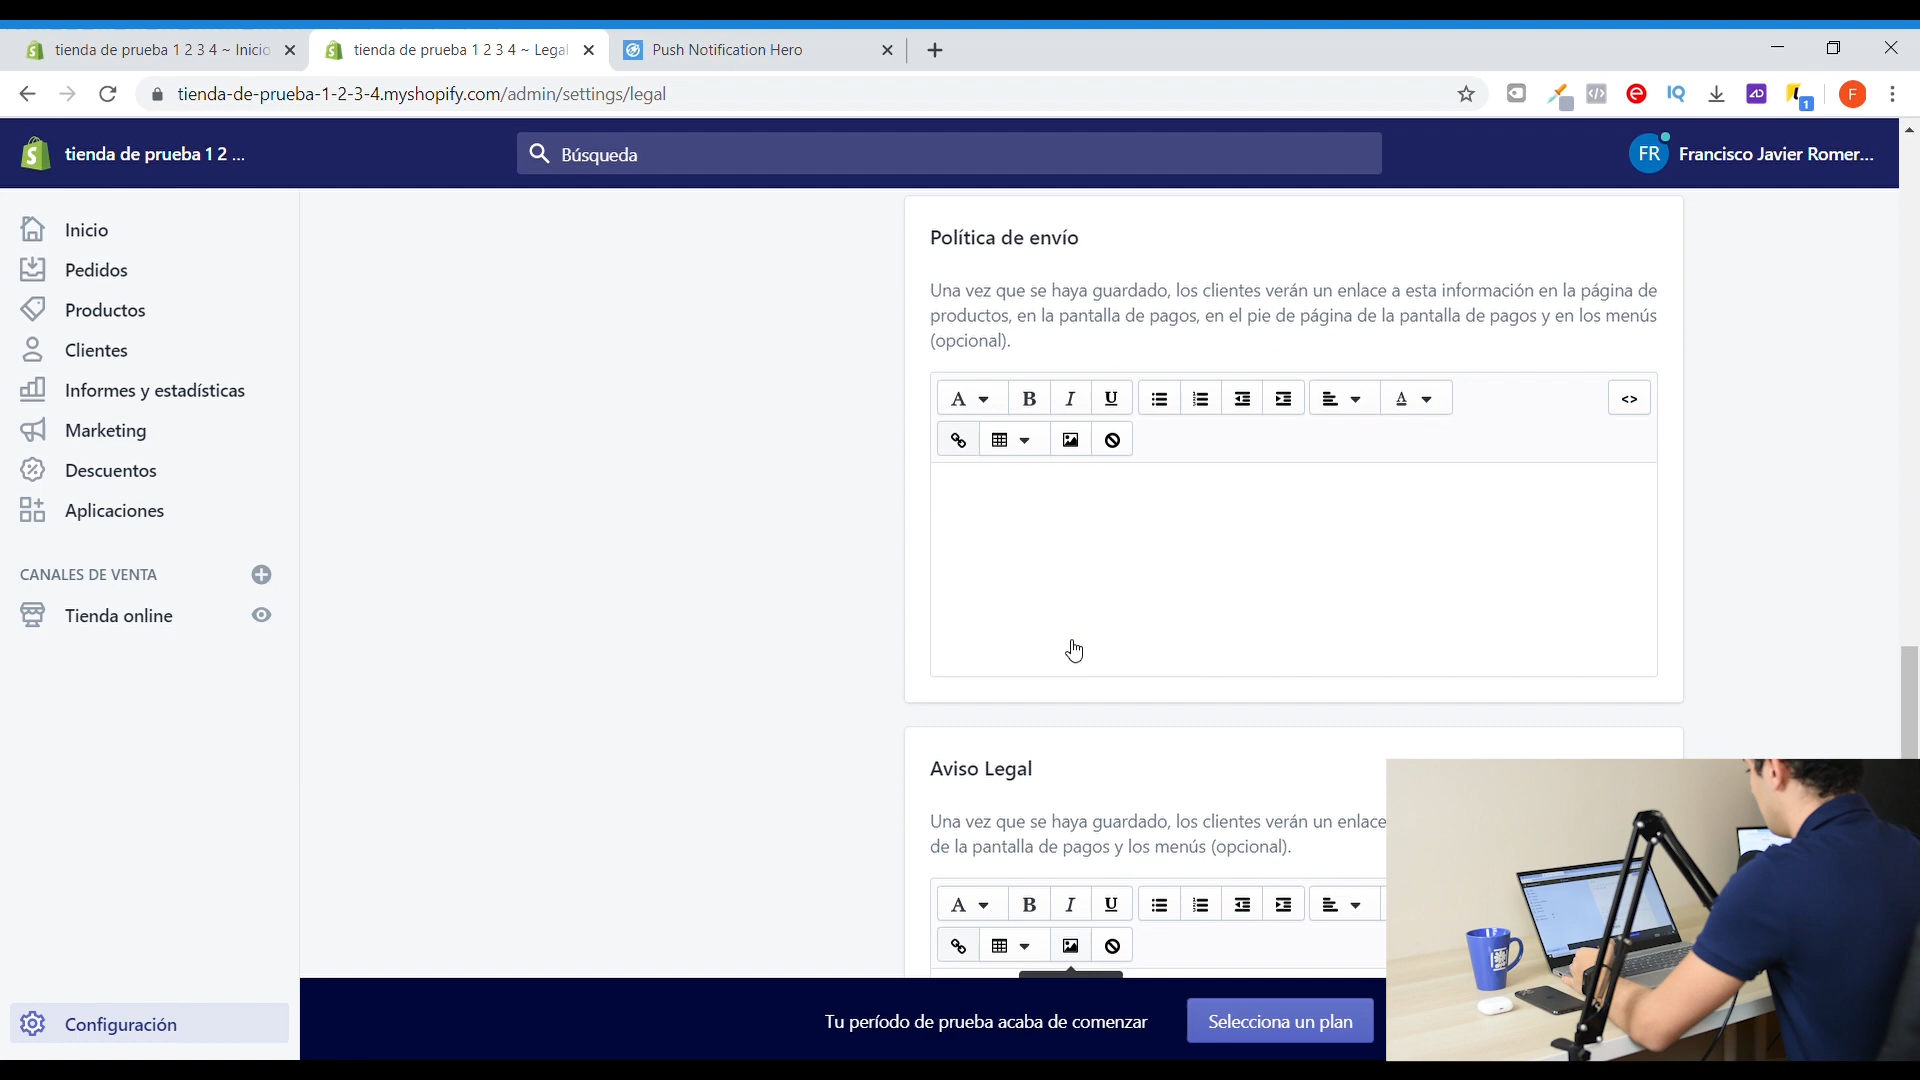 tienda de prueba 1 2 3 4 ~ Inicio
tienda de prueba 1 2 3 4 ~ Legal
Push Notification Hero
tienda-de-prueba-1-2-3-4.myshopify.com/admin/settings/legal
F
1
tienda de prueba 1 2 ...
Búsqueda
FR
Francisco Javier Romer...
Inicio
Pedidos
Productos
Clientes
Informes y estadísticas
Marketing
Descuentos
Aplicaciones
CANALES DE VENTA
Tienda online
Configuración
Política de envío
Una vez que se haya guardado, los clientes verán un enlace a esta información en la página de
productos, en la pantalla de pagos, en el pie de página de la pantalla de pagos y en los menús
(opcional).
A B I U A <>
Aviso Legal
Una vez que se haya guardado, los clientes verán un enlace
de la pantalla de pagos y los menús (opcional).
A B I U
Tu período de prueba acaba de comenzar
Selecciona un plan